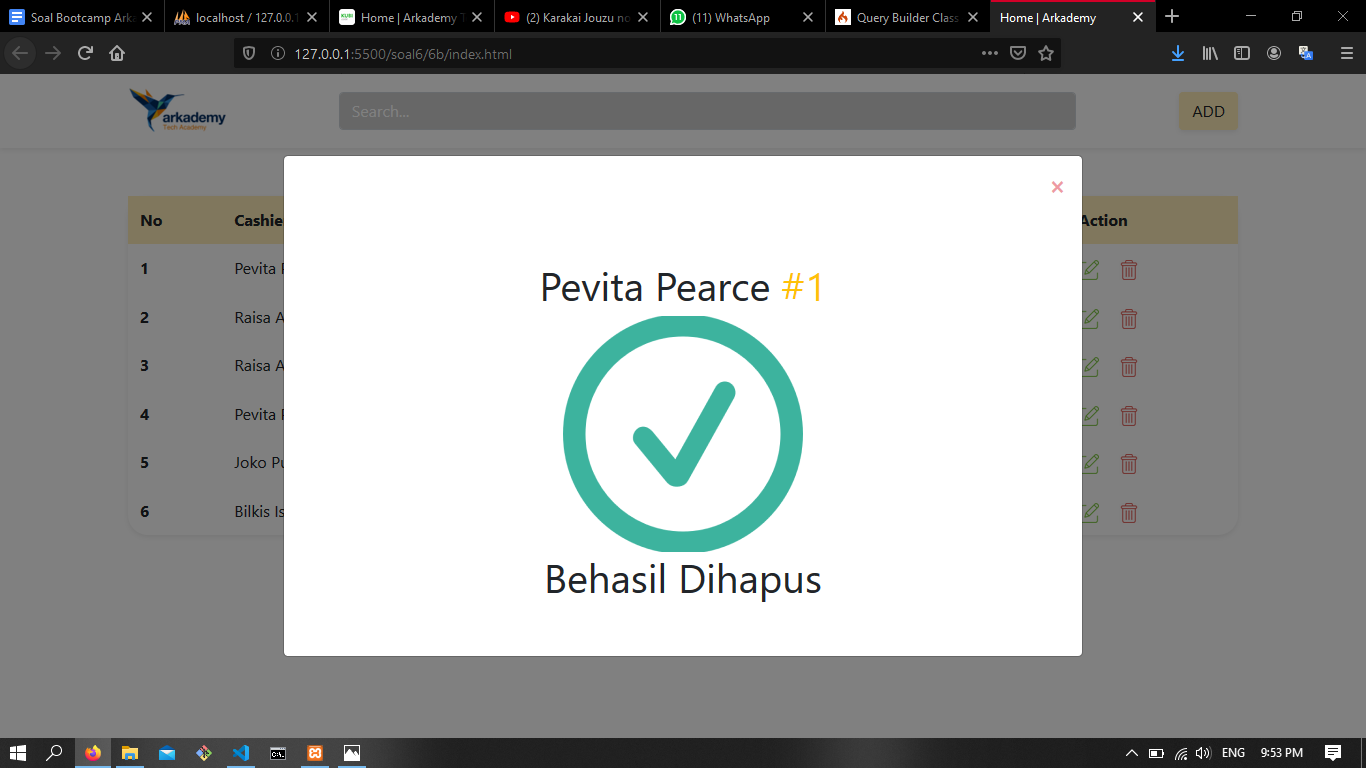 Soal Bootcamp Arka
localhost / 127.0.0.1
Home | Arkademy T
(2) Karakai Jouzu no
(11) WhatsApp
Query Builder Class
Home | Arkademy
127.0.0.1:5500/soal6/6b/index.html
arkademy
Tech Academy
Search...
ADD
No
Cashie
Action
1
Pevita P
2
Raisa A
3
Raisa A
4
Pevita P
5
Joko Pu
6
Bilkis Is
×
Pevita Pearce #1
Behasil Dihapus
ENG
9:53 PM